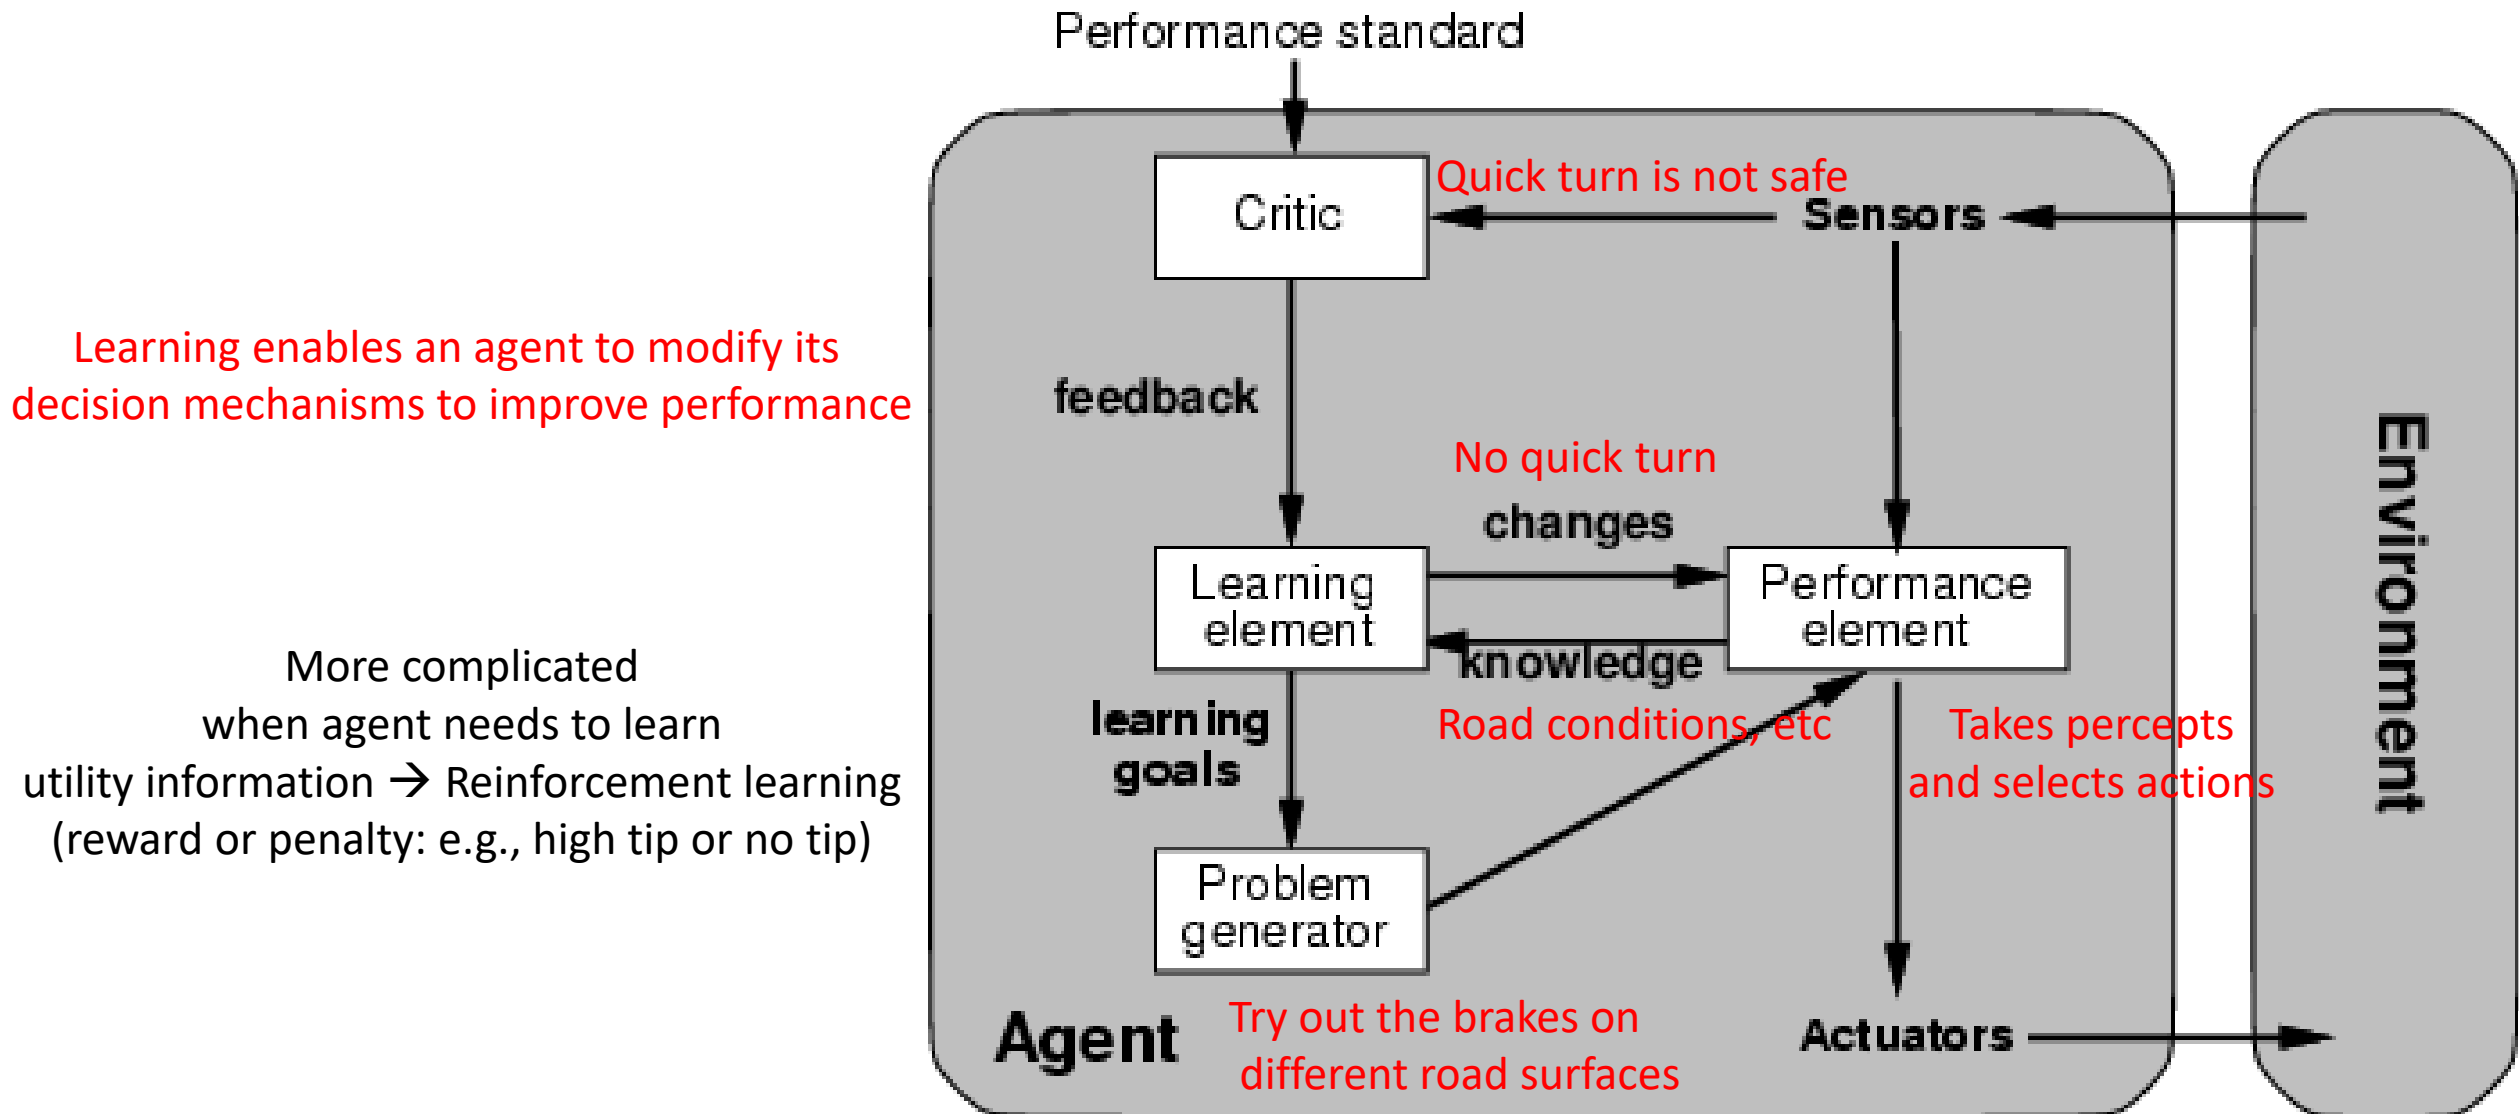 Performance standard
Quick turn is not safe
Critic
Sensors
Learning enables an agent to modify its
decision mechanisms to improve performance
feedback
No quick turn
changes
Learning
element
Performance
element
knowledge
Environment
More complicated
when agent needs to learn
utility information → Reinforcement learning
(reward or penalty: e.g., high tip or no tip)
learning
goals
Road conditions, etc
Takes percepts
and selects actions
Problem
generator
Agent
Try out the brakes on
different road surfaces
Actuators